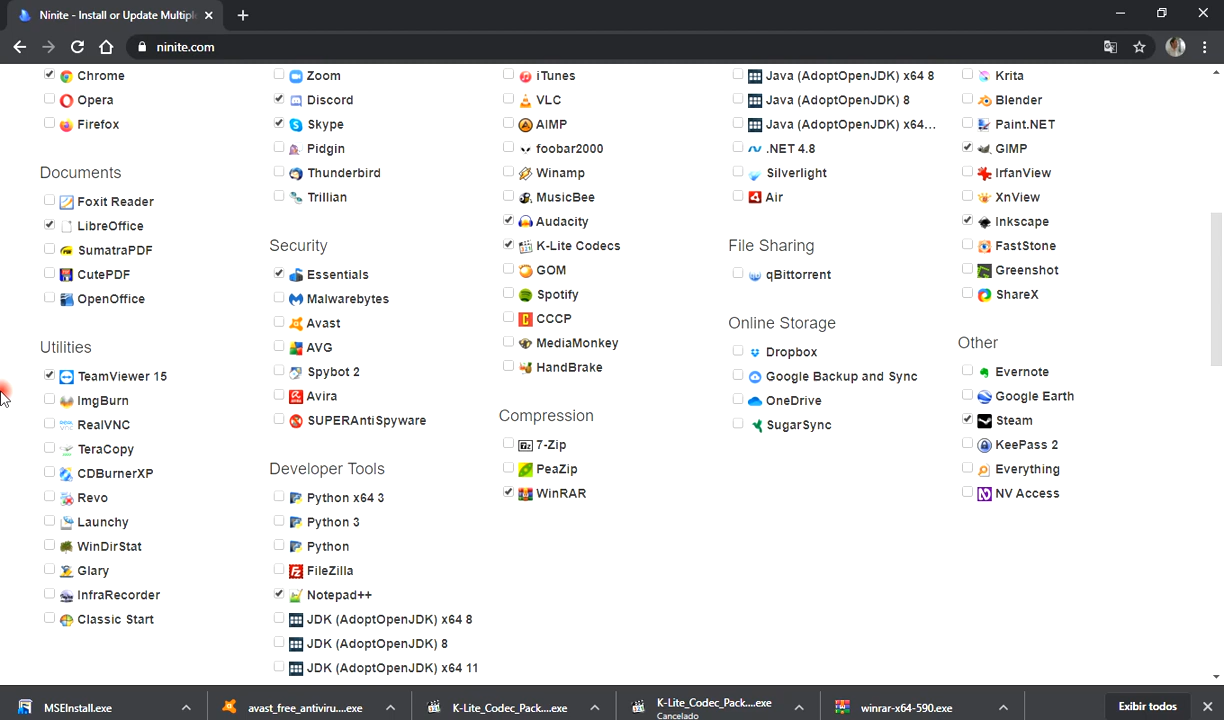 Ninite - Install or Update Multiple
ninite.com
Chrome
Opera
Firefox
Documents
Foxit Reader
LibreOffice
SumatraPDF
CutePDF
OpenOffice
Utilities
TeamViewer 15
ImgBurn
RealVNC
TeraCopy
CDBurnerXP
Revo
Launchy
WinDirStat
Glary
InfraRecorder
Classic Start
Zoom
Discord
Skype
Pidgin
Thunderbird
Trillian
Security
Essentials
Malwarebytes
Avast
AVG
Spybot 2
Avira
SUPERAntiSpyware
Developer Tools
Python x64 3
Python 3
Python
FileZilla
Notepad++
JDK (AdoptOpenJDK) x64 8
JDK (AdoptOpenJDK) 8
JDK (AdoptOpenJDK) x64 11
iTunes
VLC
AIMP
foobar2000
Winamp
MusicBee
Audacity
K-Lite Codecs
GOM
Spotify
CCCP
MediaMonkey
HandBrake
Compression
7-Zip
PeaZip
WinRAR
Java (AdoptOpenJDK) x64 8
Java (AdoptOpenJDK) 8
Java (AdoptOpenJDK) x64...
.NET 4.8
Silverlight
Air
File Sharing
qBittorrent
Online Storage
Dropbox
Google Backup and Sync
OneDrive
SugarSync
Krita
Blender
Paint.NET
GIMP
IrfanView
XnView
Inkscape
FastStone
Greenshot
ShareX
Other
Evernote
Google Earth
Steam
KeePass 2
Everything
NV Access
MSEInstall.exe
avast_free_antiviru....exe
K-Lite_Codec_Pack....exe
K-Lite_Codec_Pack....exe
Cancelado
winrar-x64-590.exe
Exibir todos